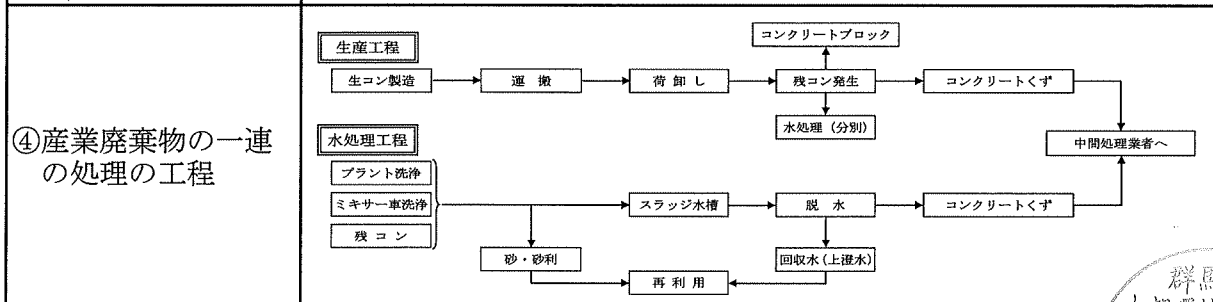 ④産業廃棄物の一連
の処理の工程
生産工程
コンクリートブロック
生コン製造
運搬
荷卸し
残コン発生
コンクリートくず
水処理(分別)
中間処理業者へ
水処理工程
プラント洗浄
ミキサー車洗浄
残コン
スラッジ水槽
脱水
コンクリートくず
砂・砂利
回収水(上澄水)
再利用
群馬